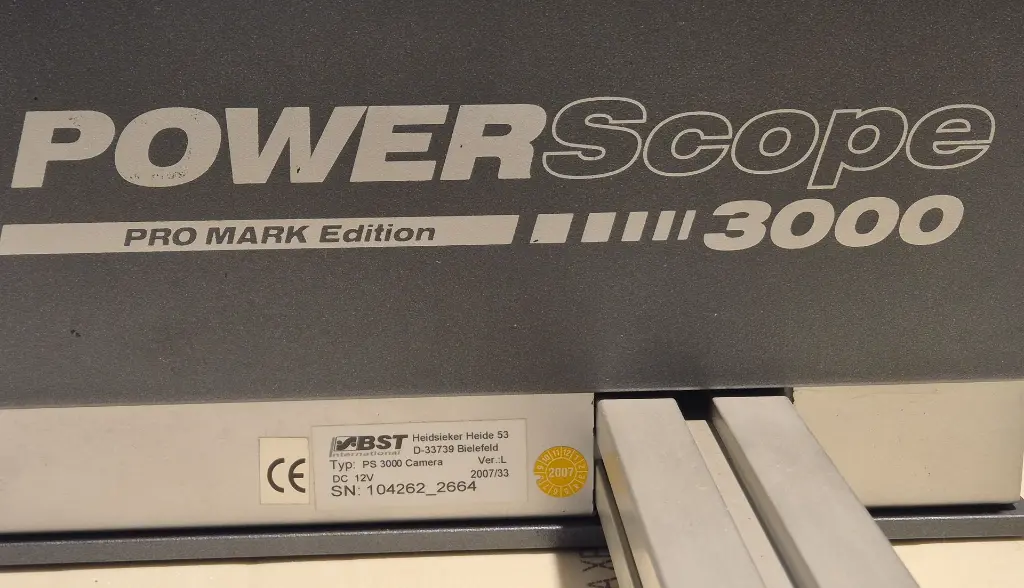 POWERScope
PRO MARK Edition
3000
CE
BST
international
Heidsieker Heide 53
D-33739 Bielefeld
Typ: PS 3000 Camera Ver.:L
DC 12V 2007/33
SN: 104262_2664
2007